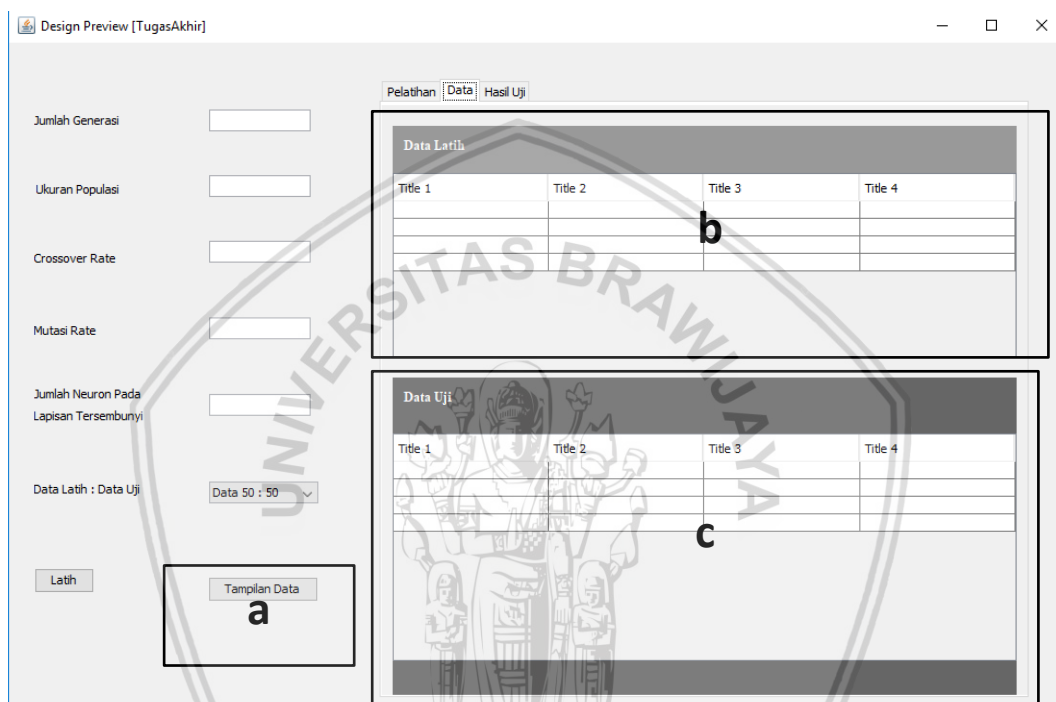 Design Preview [TugasAkhir]
Pelatihan Data Hasil Uji
Jumlah Generasi
Ukuran Populasi
Crossover Rate
Mutasi Rate
Jumlah Neuron Pada
Lapisan Tersembunyi
Data Latih : Data Uji
Data 50 : 50
Latih
Tampilan Data
a
Data Latih
Title 1 Title 2 Title 3 Title 4
b
Data Uji
Title 1 Title 2 Title 3 Title 4
c
UNIVERSITAS BRAWIJAYA